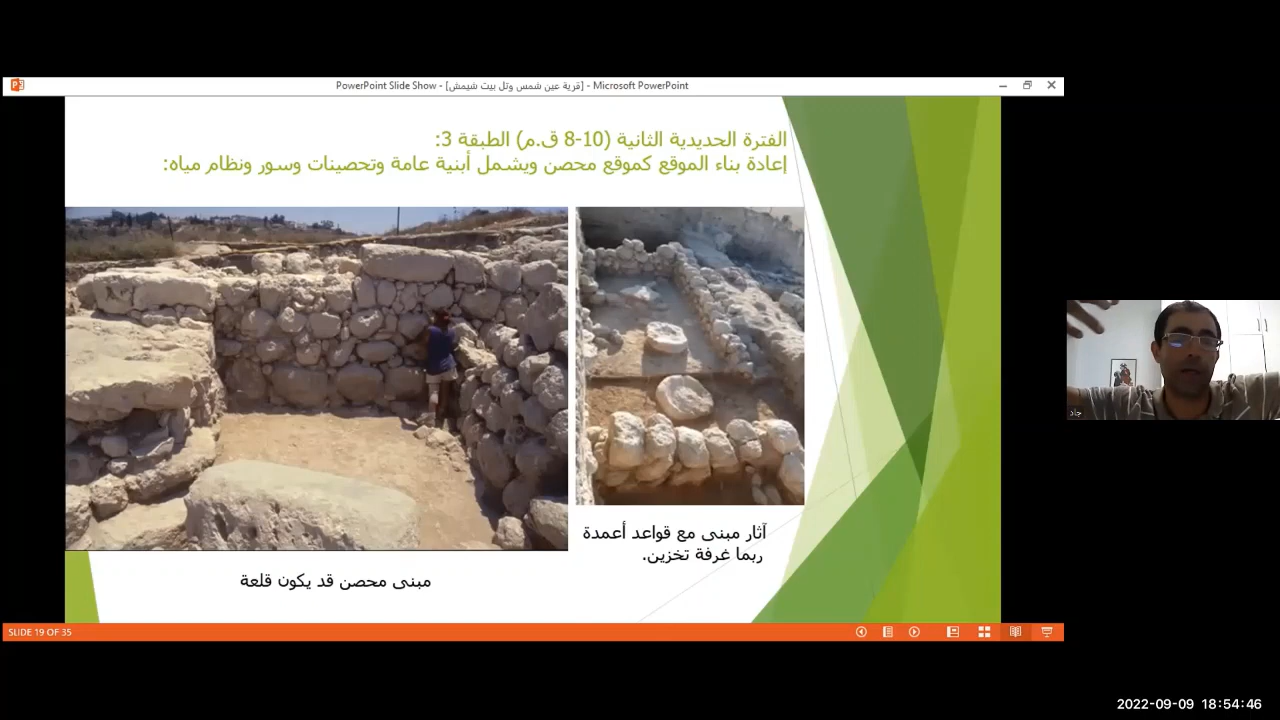 PowerPoint Slide Show - [قرية عين شمس وتل بيت شيمش] - Microsoft PowerPoint
الفترة الحديدية الثانية (10-8 ق.م) الطبقة 3:
إعادة بناء الموقع كموقع محصن ويشمل أبنية عامة وتحصينات وسور ونظام مياه:
آثار مبنى مع قواعد أعمدة
ربما غرفة تخزين.
مبنى محصن قد يكون قلعة
SLIDE 19 OF 35
جاد
2022-09-09 18:54:46